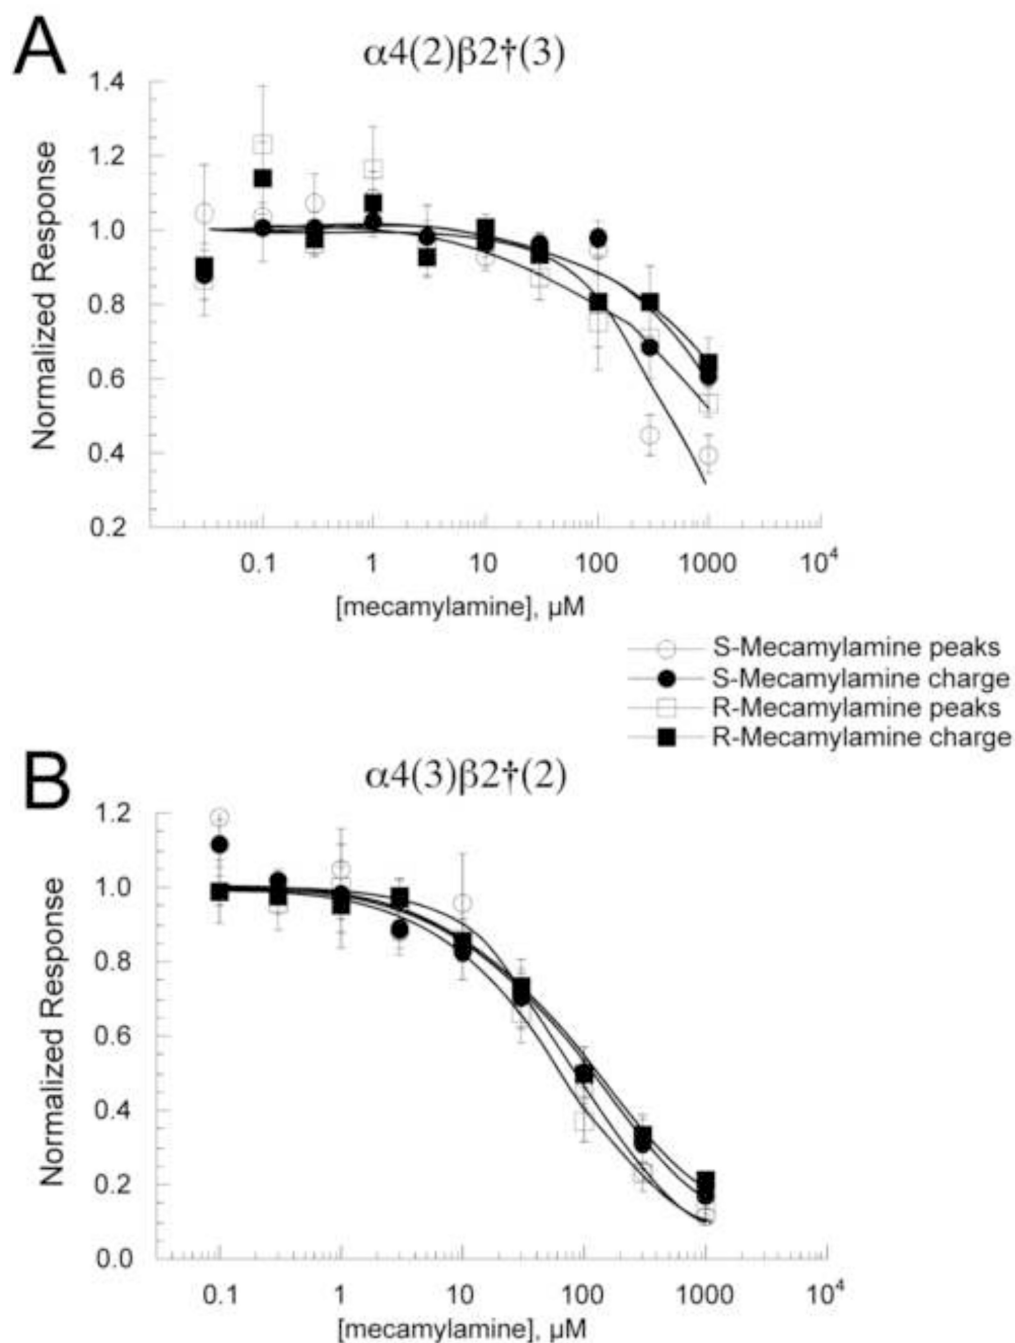 A
α4(2)β2†(3)
1.4
1.2
1.0
0.8
0.6
0.4
0.2
Normalized Response
0.1 1 10 100 1000 10⁴
[mecamylamine], µM
S-Mecamylamine peaks
S-Mecamylamine charge
R-Mecamylamine peaks
R-Mecamylamine charge
B
α4(3)β2†(2)
1.2
1.0
0.8
0.6
0.4
0.2
0.0
Normalized Response
0.1 1 10 100 1000 10⁴
[mecamylamine], µM